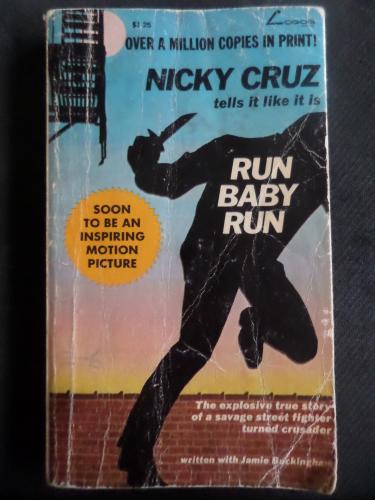 $1.25
LOGOS
OVER A MILLION COPIES IN PRINT!
NICKY CRUZ
tells it like it is
RUN
BABY
RUN
SOON
TO BE AN
INSPIRING
MOTION
PICTURE
The explosive true story
of a savage street fighter
turned crusader
written with Jamie Buckingham